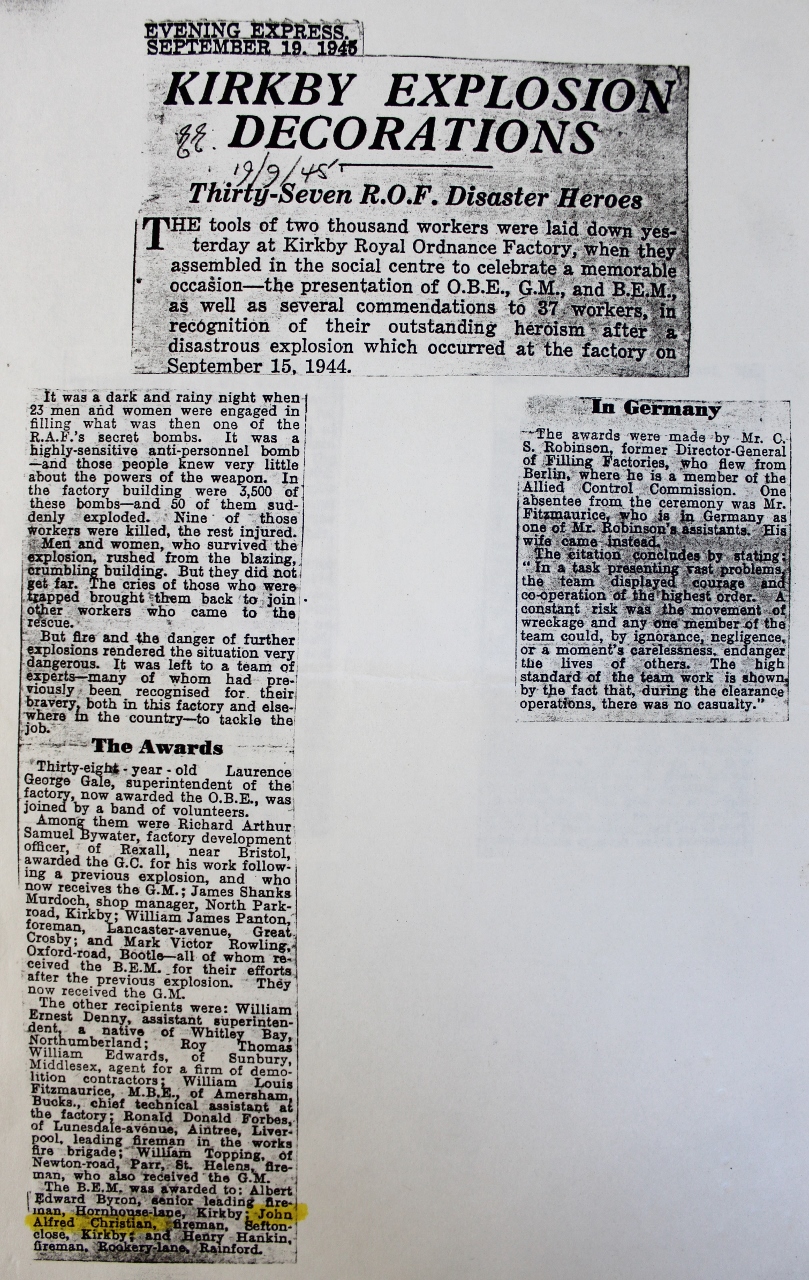 EVENING EXPRESS.
SEPTEMBER 19. 1945
KIRKBY EXPLOSION
DECORATIONS
19/9/45
Thirty-Seven R.O.F. Disaster Heroes
THE tools of two thousand workers were laid down yes-
terday at Kirkby Royal Ordnance Factory, when they
assembled in the social centre to celebrate a memorable
occasion—the presentation of O.B.E., G.M., and B.E.M.,
as well as several commendations to 37 workers, in
recognition of their outstanding heroism after a
disastrous explosion which occurred at the factory on
September 15, 1944.
It was a dark and rainy night when
23 men and women were engaged in
filling what was then one of the
R.A.F.'s secret bombs. It was a
highly-sensitive anti-personnel bomb
—and those people knew very little
about the powers of the weapon. In
the factory building were 3,500 of
these bombs—and 50 of them sud-
denly exploded. Nine of those
workers were killed, the rest injured.
Men and women, who survived the
explosion, rushed from the blazing,
crumbling building. But they did not
get far. The cries of those who were
trapped brought them back to join
other workers who came to the
rescue.
But fire and the danger of further
explosions rendered the situation very
dangerous. It was left to a team of
experts—many of whom had pre-
viously been recognised for their
bravery, both in this factory and else-
where in the country—to tackle the
job.
The Awards
Thirty-eight-year-old Laurence
George Gale, superintendent of the
factory, now awarded the O.B.E., was
joined by a band of volunteers.
Among them were Richard Arthur
Samuel Bywater, factory development
officer, of Rexall, near Bristol,
awarded the G.C. for his work follow-
ing a previous explosion, and who
now receives the G.M.; James Shanks
Murdoch, shop manager, North Park-
road, Kirkby; William James Panton,
foreman, Lancaster-avenue, Great
Crosby; and Mark Victor Rowling,
Oxford-road, Bootle—all of whom re-
ceived the B.E.M. for their efforts
after the previous explosion. They
now received the G.M.
The other recipients were: William
Ernest Denny, assistant superinten-
dent, a native of Whitley Bay,
Northumberland; Roy Thomas
William Edwards, of Sunbury,
Middlesex, agent for a firm of demo-
lition contractors; William Louis
Fitzmaurice, M.B.E., of Amersham,
Bucks., chief technical assistant at
the factory; Ronald Donald Forbes,
of Lunesdale-avenue, Aintree, Liver-
pool, leading fireman in the works
fire brigade; William Topping, of
Newton-road, Parr, St. Helens, fire-
man, who also received the G.M.
The B.E.M. was awarded to: Albert
Edward Byron, senior leading fire-
man, Hornhouse-lane, Kirkby; John
Alfred Christian, fireman, Sefton-
close, Kirkby; and Henry Hankin,
fireman, Rookery-lane, Rainford.
In Germany
The awards were made by Mr. C.
S. Robinson, former Director-General
of Filling Factories, who flew from
Berlin, where he is a member of the
Allied Control Commission. One
absentee from the ceremony was Mr.
Fitzmaurice, who is in Germany as
one of Mr. Robinson's assistants. His
wife came instead.
The citation concludes by stating:
"In a task presenting vast problems,
the team displayed courage and
co-operation of the highest order. A
constant risk was the movement of
wreckage and any one member of the
team could, by ignorance, negligence,
or a moment's carelessness, endanger
the lives of others. The high
standard of the team work is shown,
by the fact that, during the clearance
operations, there was no casualty."